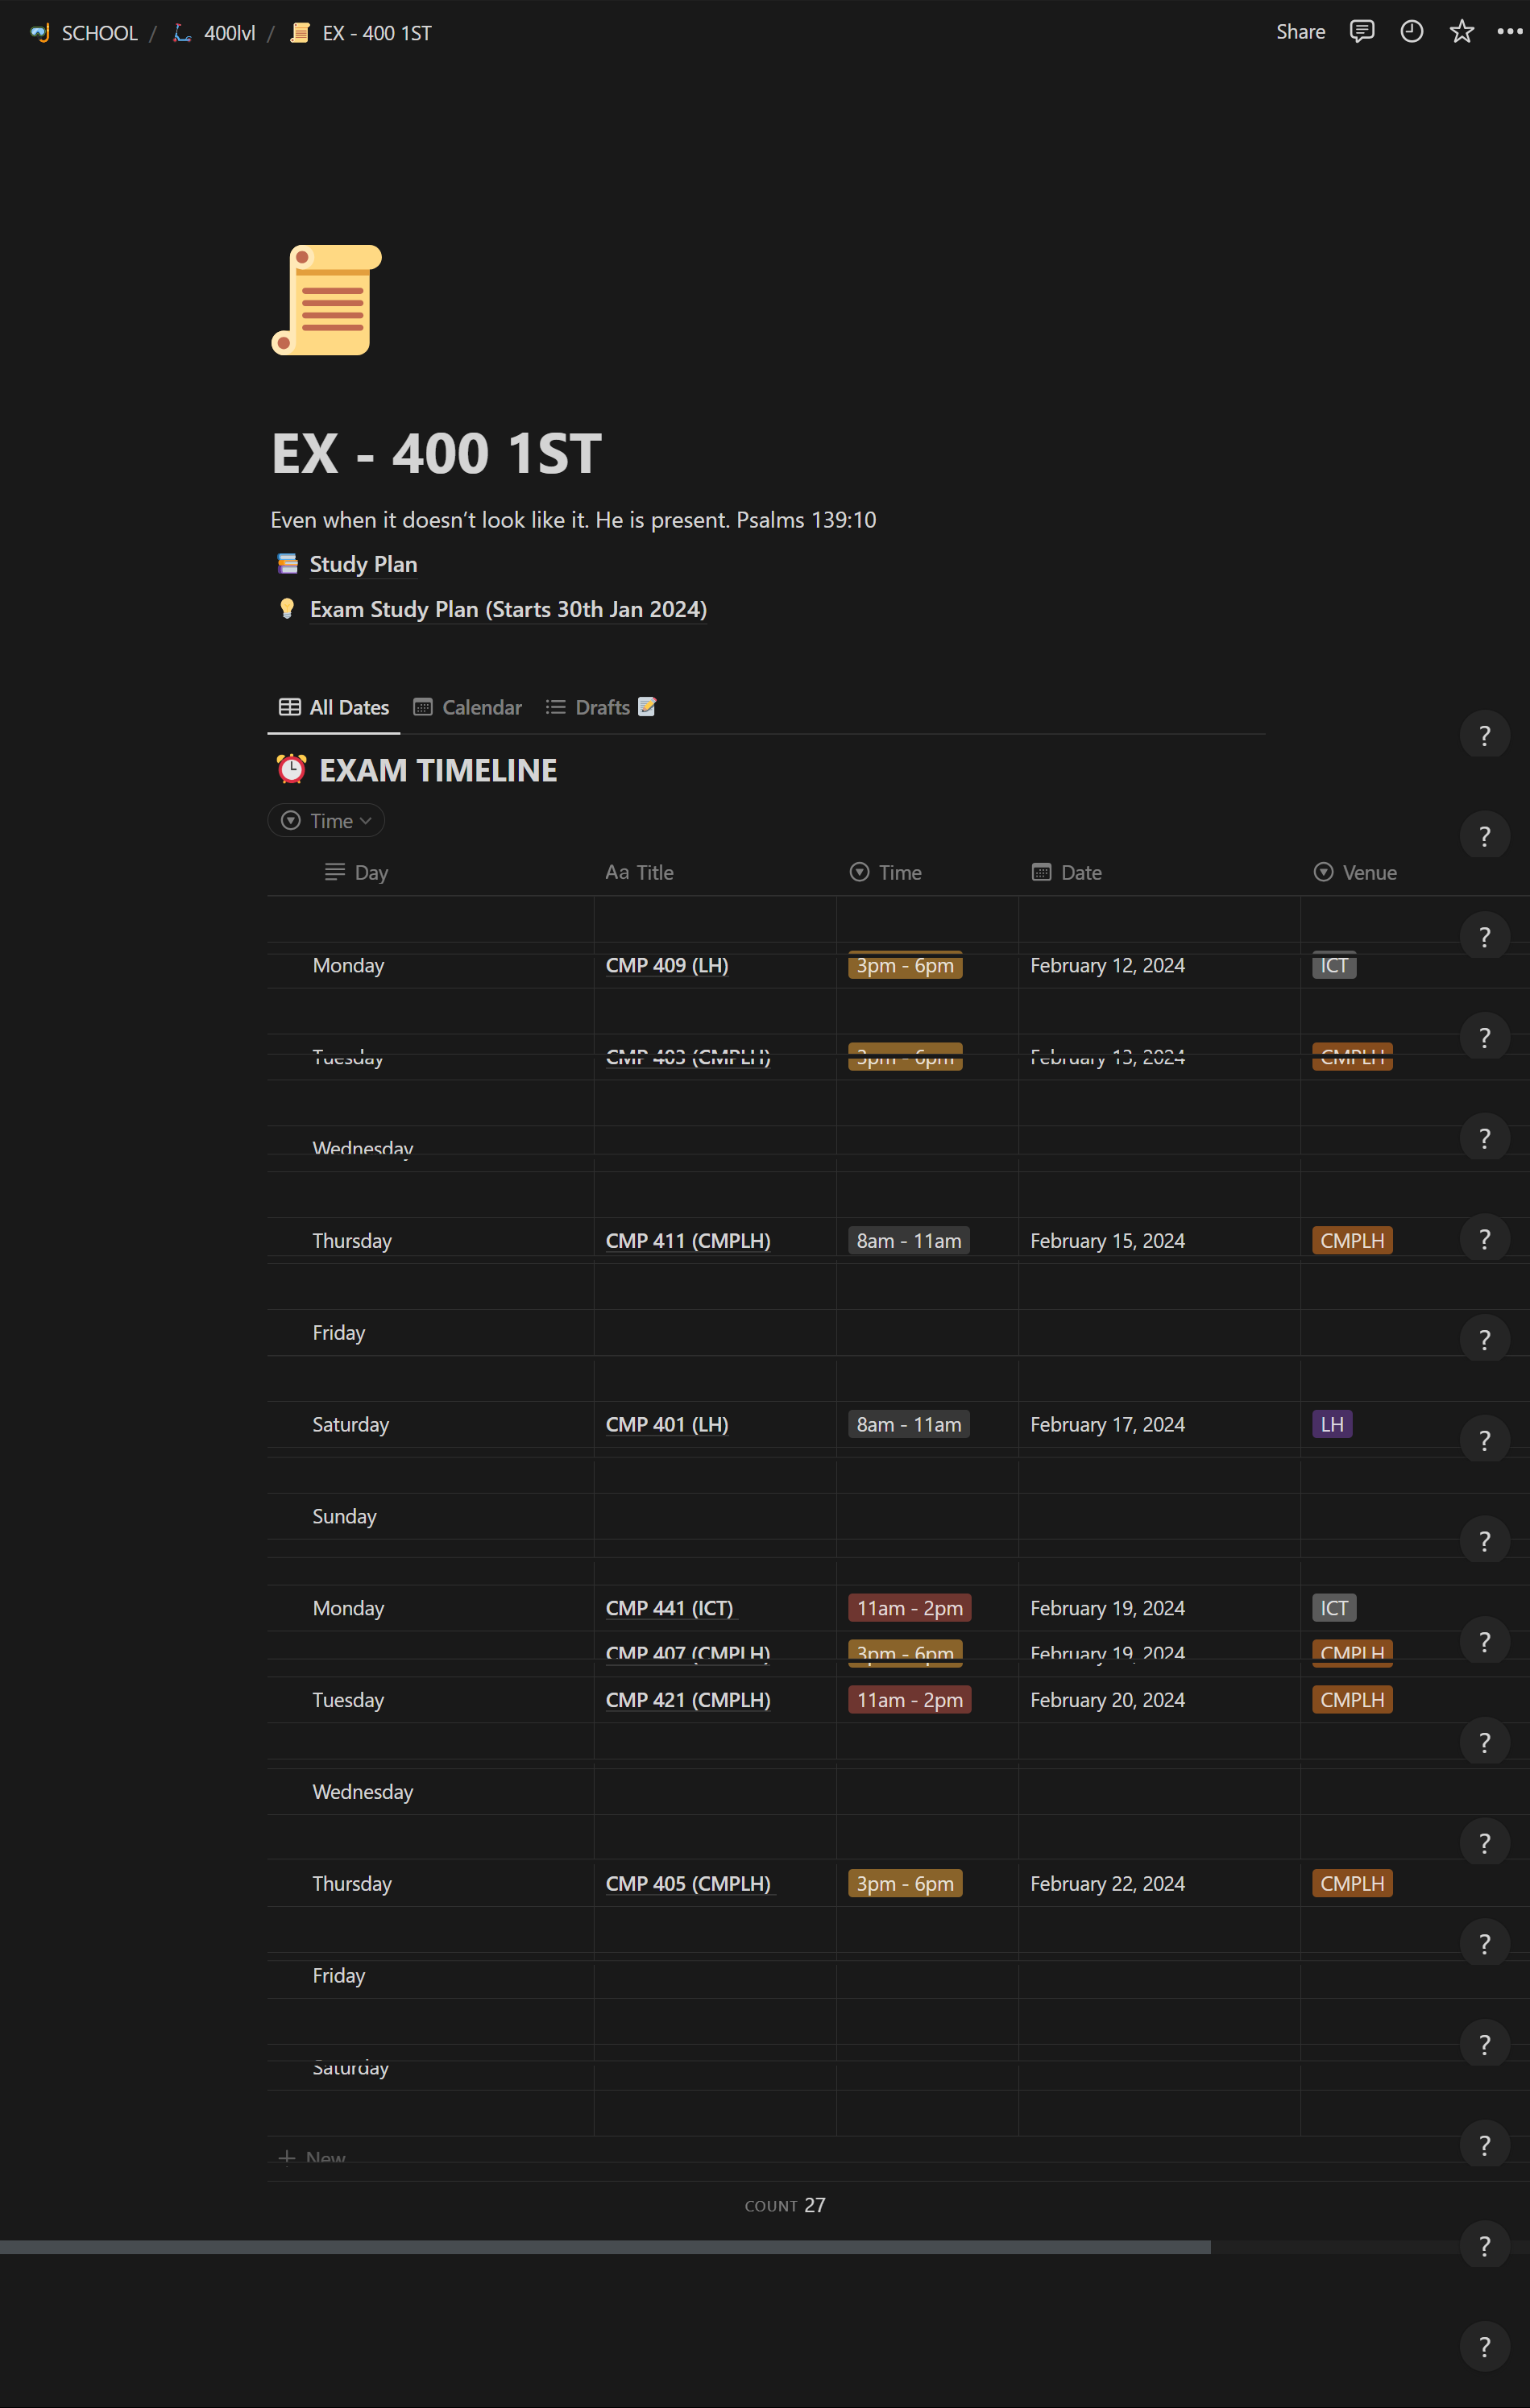 SCHOOL / 400lvl / EX - 400 1ST
Share
EX - 400 1ST
Even when it doesn’t look like it. He is present. Psalms 139:10
Study Plan
Exam Study Plan (Starts 30th Jan 2024)
All Dates Calendar Drafts
?
EXAM TIMELINE
Time
?
Day Aa Title Time Date Venue
?
Monday CMP 409 (LH) 3pm - 6pm February 12, 2024 ICT
?
Tuesday CMP 403 (CMPLH) 3pm - 6pm February 13, 2024 CMPLH
Wednesday
?
Thursday CMP 411 (CMPLH) 8am - 11am February 15, 2024 CMPLH
?
Friday
?
Saturday CMP 401 (LH) 8am - 11am February 17, 2024 LH
?
Sunday
?
Monday CMP 441 (ICT) 11am - 2pm February 19, 2024 ICT
?
CMP 407 (CMPLH) 3pm - 6pm February 19, 2024 CMPLH
Tuesday CMP 421 (CMPLH) 11am - 2pm February 20, 2024 CMPLH
?
Wednesday
?
Thursday CMP 405 (CMPLH) 3pm - 6pm February 22, 2024 CMPLH
?
Friday
?
Saturday
?
New
COUNT 27
?
?